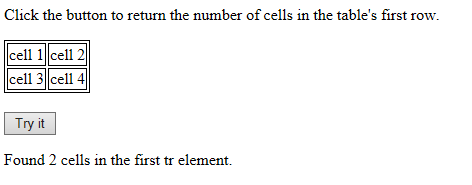 Click the button to return the number of cells in the table's first row.
cell 1 cell 2
cell 3 cell 4
Try it
Found 2 cells in the first tr element.